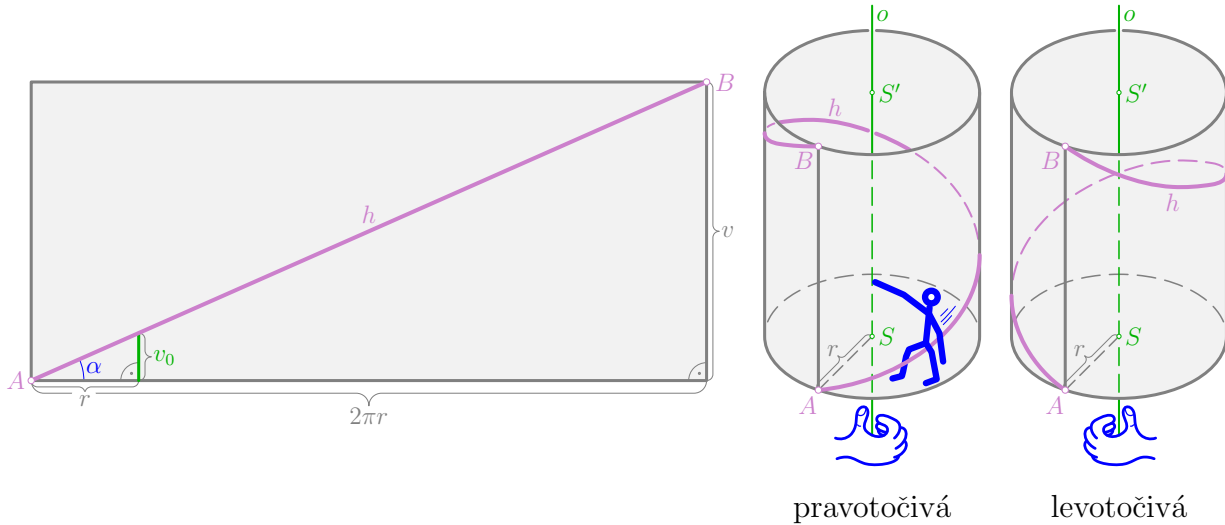 B
h
v
A
α
v₀
r
2πr
o
S′
h
B
S
r
A
pravotočivá
o
S′
B
h
S
r
A
levotočivá